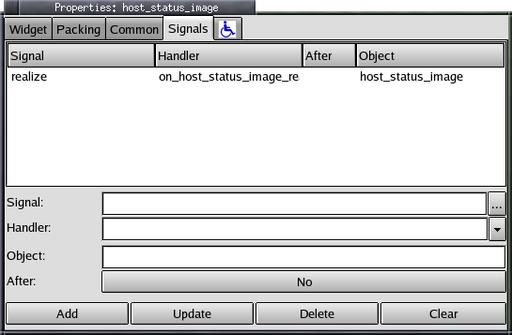 Properties: host_status_image
Widget Packing Common Signals
Signal Handler After Object
realize on_host_status_image_re host_status_image
Signal: ...
Handler:
Object:
After: No
Add Update Delete Clear